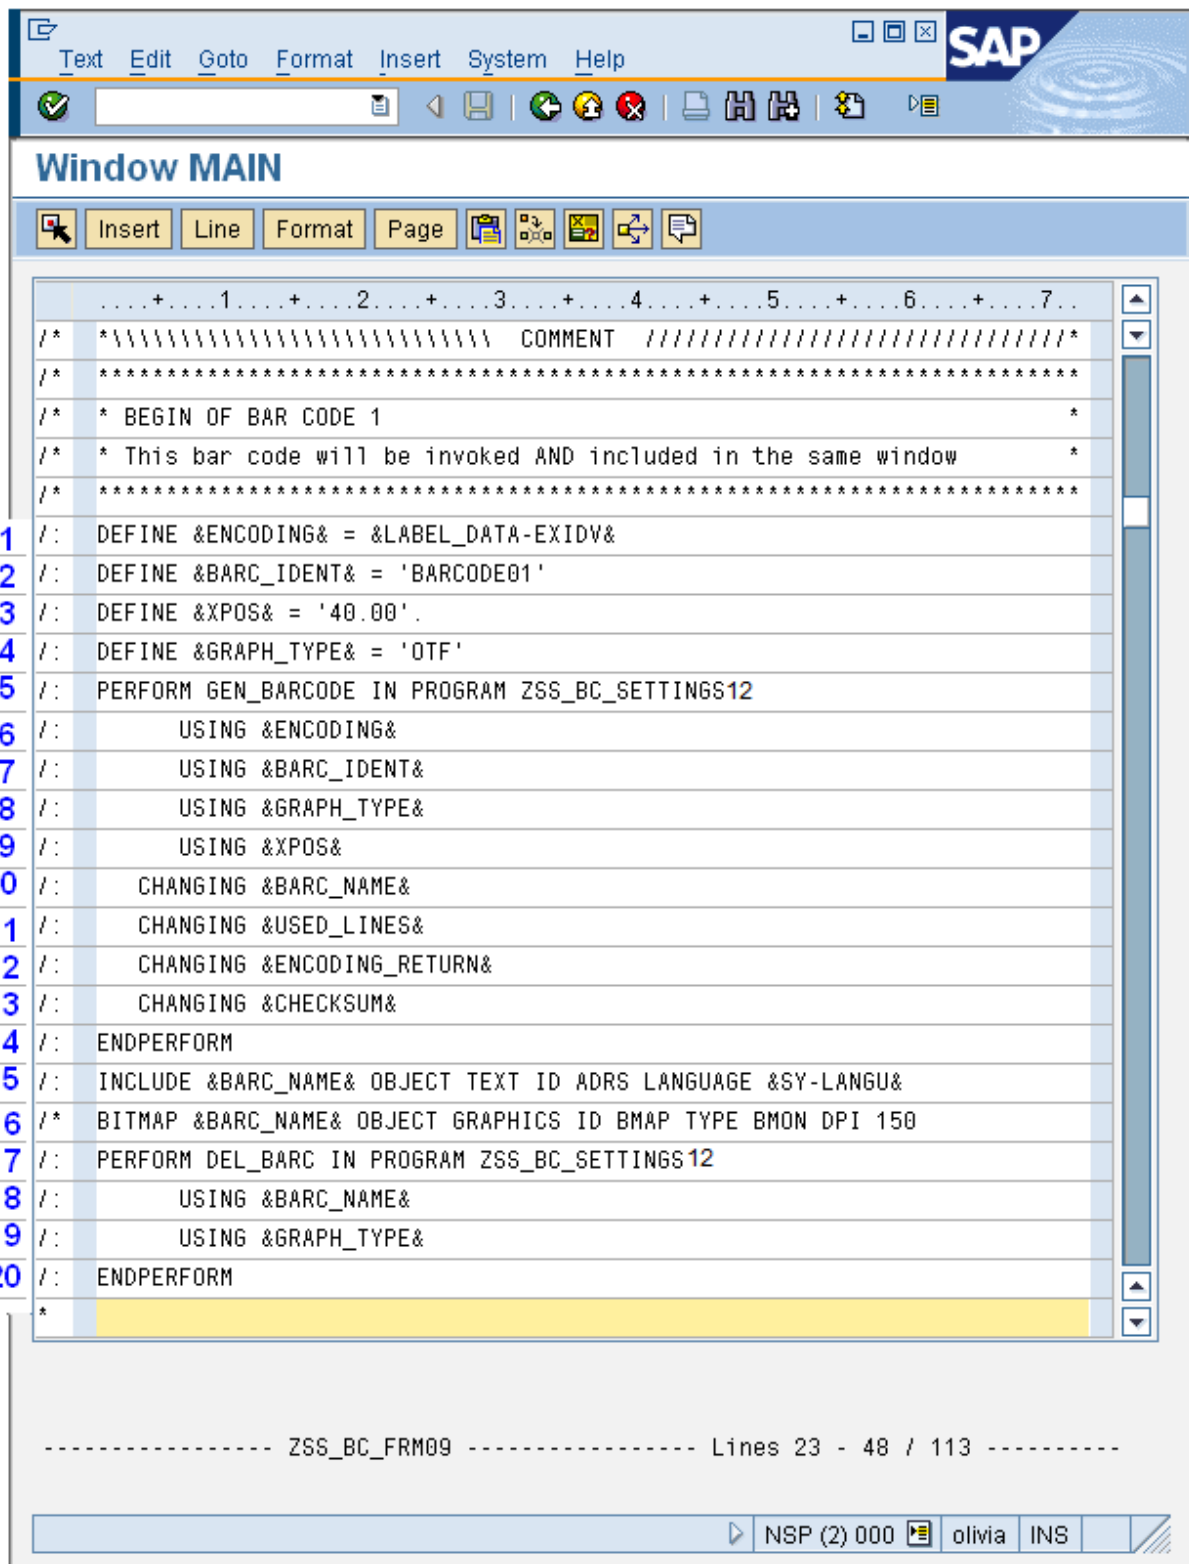 Text Edit Goto Format Insert System Help
SAP
Window MAIN
Insert Line Format Page
....+....1....+....2....+....3....+....4....+....5....+....6....+....7..
/* *\\\\\\\\\\\\\\\\\\\\\\\\\\\\ COMMENT ///////////////////////////////*
/* ************************************************************************
/* * BEGIN OF BAR CODE 1 *
/* * This bar code will be invoked AND included in the same window *
/* ************************************************************************
1 /: DEFINE &ENCODING& = &LABEL_DATA-EXIDV&
2 /: DEFINE &BARC_IDENT& = 'BARCODE01'
3 /: DEFINE &XPOS& = '40.00'.
4 /: DEFINE &GRAPH_TYPE& = 'OTF'
5 /: PERFORM GEN_BARCODE IN PROGRAM ZSS_BC_SETTINGS12
6 /: USING &ENCODING&
7 /: USING &BARC_IDENT&
8 /: USING &GRAPH_TYPE&
9 /: USING &XPOS&
0 /: CHANGING &BARC_NAME&
1 /: CHANGING &USED_LINES&
2 /: CHANGING &ENCODING_RETURN&
3 /: CHANGING &CHECKSUM&
4 /: ENDPERFORM
5 /: INCLUDE &BARC_NAME& OBJECT TEXT ID ADRS LANGUAGE &SY-LANGU&
6 /* BITMAP &BARC_NAME& OBJECT GRAPHICS ID BMAP TYPE BMON DPI 150
7 /: PERFORM DEL_BARC IN PROGRAM ZSS_BC_SETTINGS12
8 /: USING &BARC_NAME&
9 /: USING &GRAPH_TYPE&
20 /: ENDPERFORM
*
----------------- ZSS_BC_FRM09 ----------------- Lines 23 - 48 / 113 ----------
NSP (2) 000 olivia INS